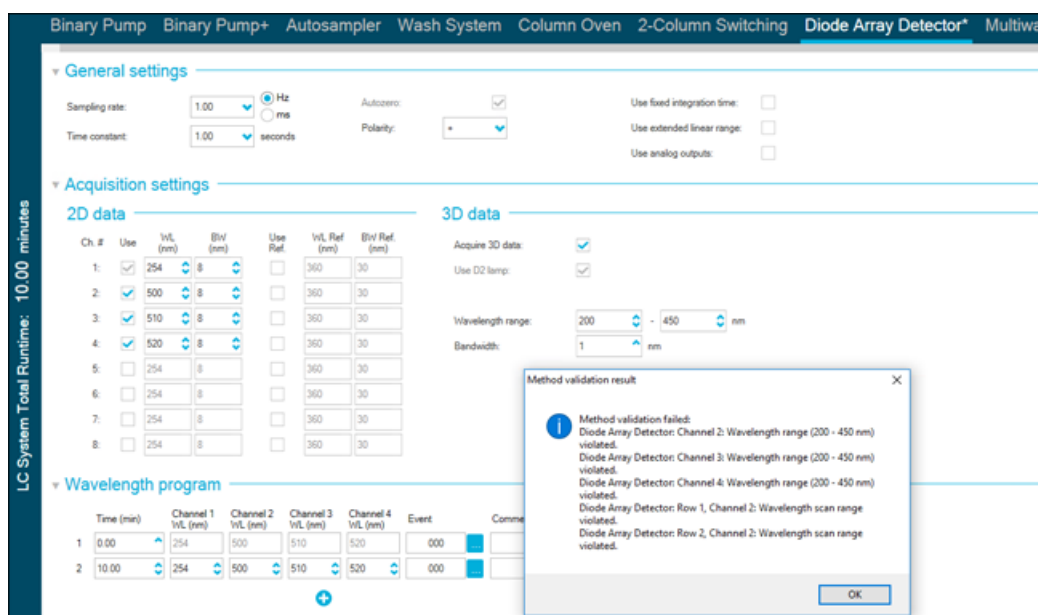 Binary Pump Binary Pump+ Autosampler Wash System Column Oven 2-Column Switching Diode Array Detector* Multiwa
LC System Total Runtime: 10.00 minutes
General settings
Sampling rate: 1.00 Hz ms Autozero: Use fixed integration time:
Time constant: 1.00 seconds Polarity: + Use extended linear range:
Use analog outputs:
Acquisition settings
2D data
Ch. # Use WL (nm) BW (nm) Use Ref. WL Ref (nm) BW Ref. (nm)
1: 254 8 360 30
2: 500 8 360 30
3: 510 8 360 30
4: 520 8 360 30
5: 254 8 360 30
6: 254 8 360 30
7: 254 8 360 30
8: 254 8 360 30
3D data
Acquire 3D data:
Use D2 lamp:
Wavelength range: 200 - 450 nm
Bandwidth: 1 nm
Wavelength program
Time (min) Channel 1 WL (nm) Channel 2 WL (nm) Channel 3 WL (nm) Channel 4 WL (nm) Event Comme
1 0.00 254 500 510 520 000 ...
2 10.00 254 500 510 520 000 ...
Method validation result
Method validation failed:
Diode Array Detector: Channel 2: Wavelength range (200 - 450 nm)
violated.
Diode Array Detector: Channel 3: Wavelength range (200 - 450 nm)
violated.
Diode Array Detector: Channel 4: Wavelength range (200 - 450 nm)
violated.
Diode Array Detector: Row 1, Channel 2: Wavelength scan range
violated.
Diode Array Detector: Row 2, Channel 2: Wavelength scan range
violated.
OK